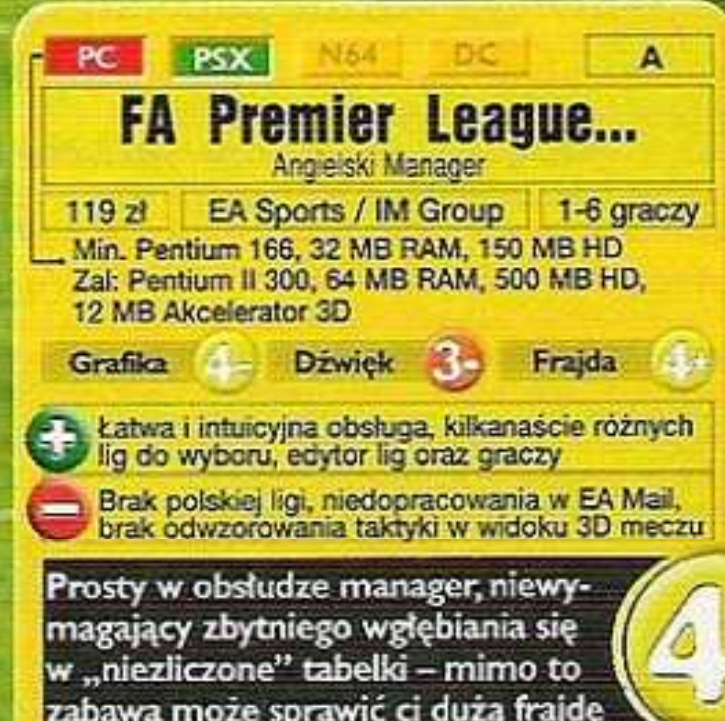 PC PSX N64 DC A
FA Premier League...
Angielski Manager
119 zł EA Sports / IM Group 1-6 graczy
Min. Pentium 166, 32 MB RAM, 150 MB HD
Zal: Pentium II 300, 64 MB RAM, 500 MB HD,
12 MB Akcelerator 3D
Grafika 4- Dźwięk 3- Frajda 4+
+ Łatwa i intuicyjna obsługa, kilkanaście różnych
lig do wyboru, edytor lig oraz graczy
- Brak polskiej ligi, niedopracowania w EA Mail,
brak odwzorowania taktyki w widoku 3D meczu
Prosty w obsłudze manager, niewy-
magający zbytniego wgłębiania się
w „niezliczone” tabelki – mimo to
zabawa może sprawić ci dużą frajdę
4